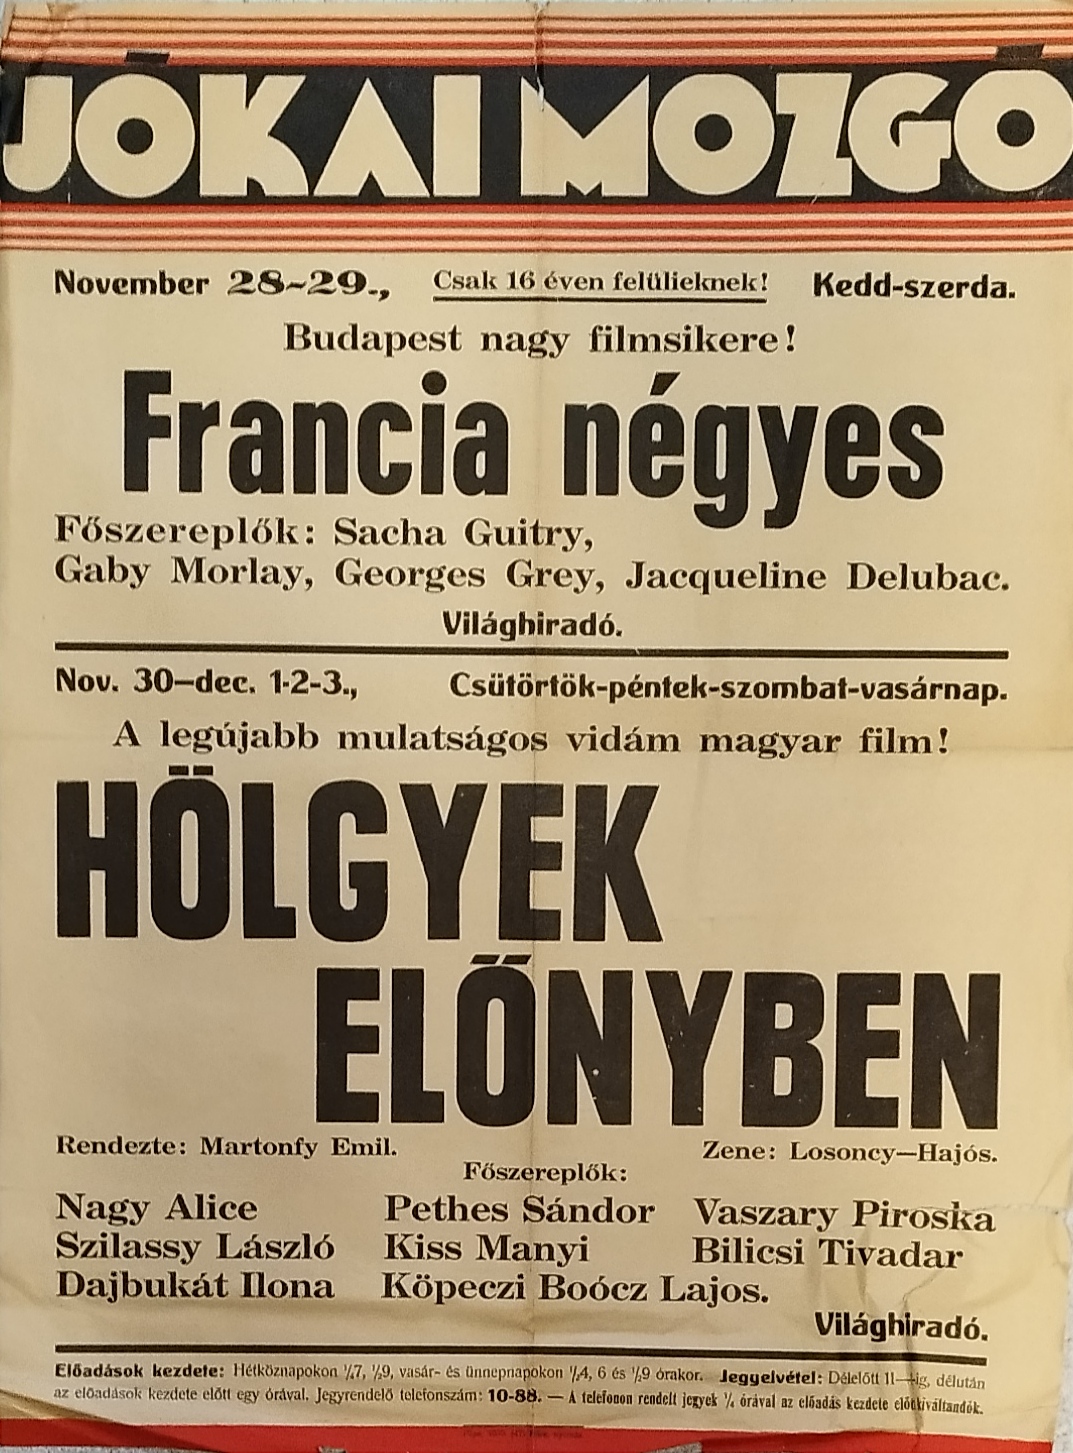 JÓKAI MOZGÓ
November 28-29., Csak 16 éven felülieknek! Kedd-szerda.
Budapest nagy filmsikere!
Francia négyes
Főszereplők: Sacha Guitry,
Gaby Morlay, Georges Grey, Jacqueline Delubac.
Világhiradó.
Nov. 30—dec. 1-2-3., Csütörtök-péntek-szombat-vasárnap.
A legújabb mulatságos vidám magyar film!
HÖLGYEK
ELŐNYBEN
Rendezte: Martonfy Emil. Zene: Losonczy—Hajós.
Főszereplők:
Nagy Alice Pethes Sándor Vaszary Piroska
Szilassy László Kiss Manyi Bilicsi Tivadar
Dajbukát Ilona Köpeczi Boócz Lajos.
Világhiradó.
Előadások kezdete: Hétköznapokon 1/47, 1/29, vasár- és ünnepnapokon 1/44, 6 és 1/29 órakor. Jegyelvétel: Délelőtt 11—-ig, délután
az előadások kezdete előtt egy órával. Jegyrendelő telefonszám: 10-88. — A telefonon rendelt jegyek 1/4 órával az előadás kezdete előtt kiváltandók.